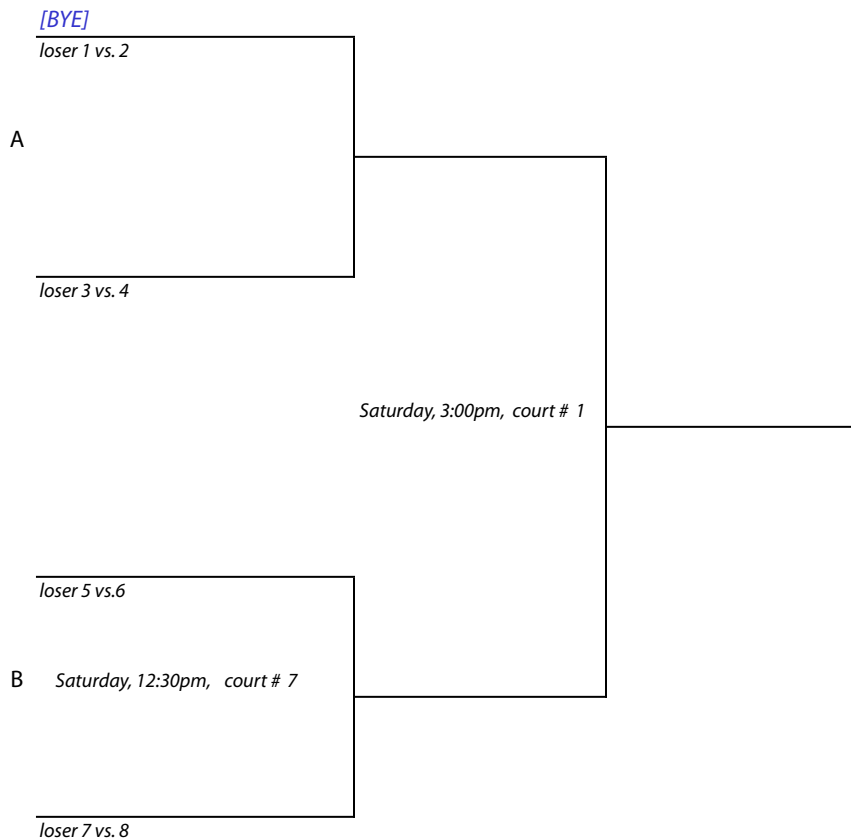 [BYE]
loser 1 vs. 2
A
loser 3 vs. 4
Saturday, 3:00pm, court # 1
loser 5 vs.6
B Saturday, 12:30pm, court # 7
loser 7 vs. 8